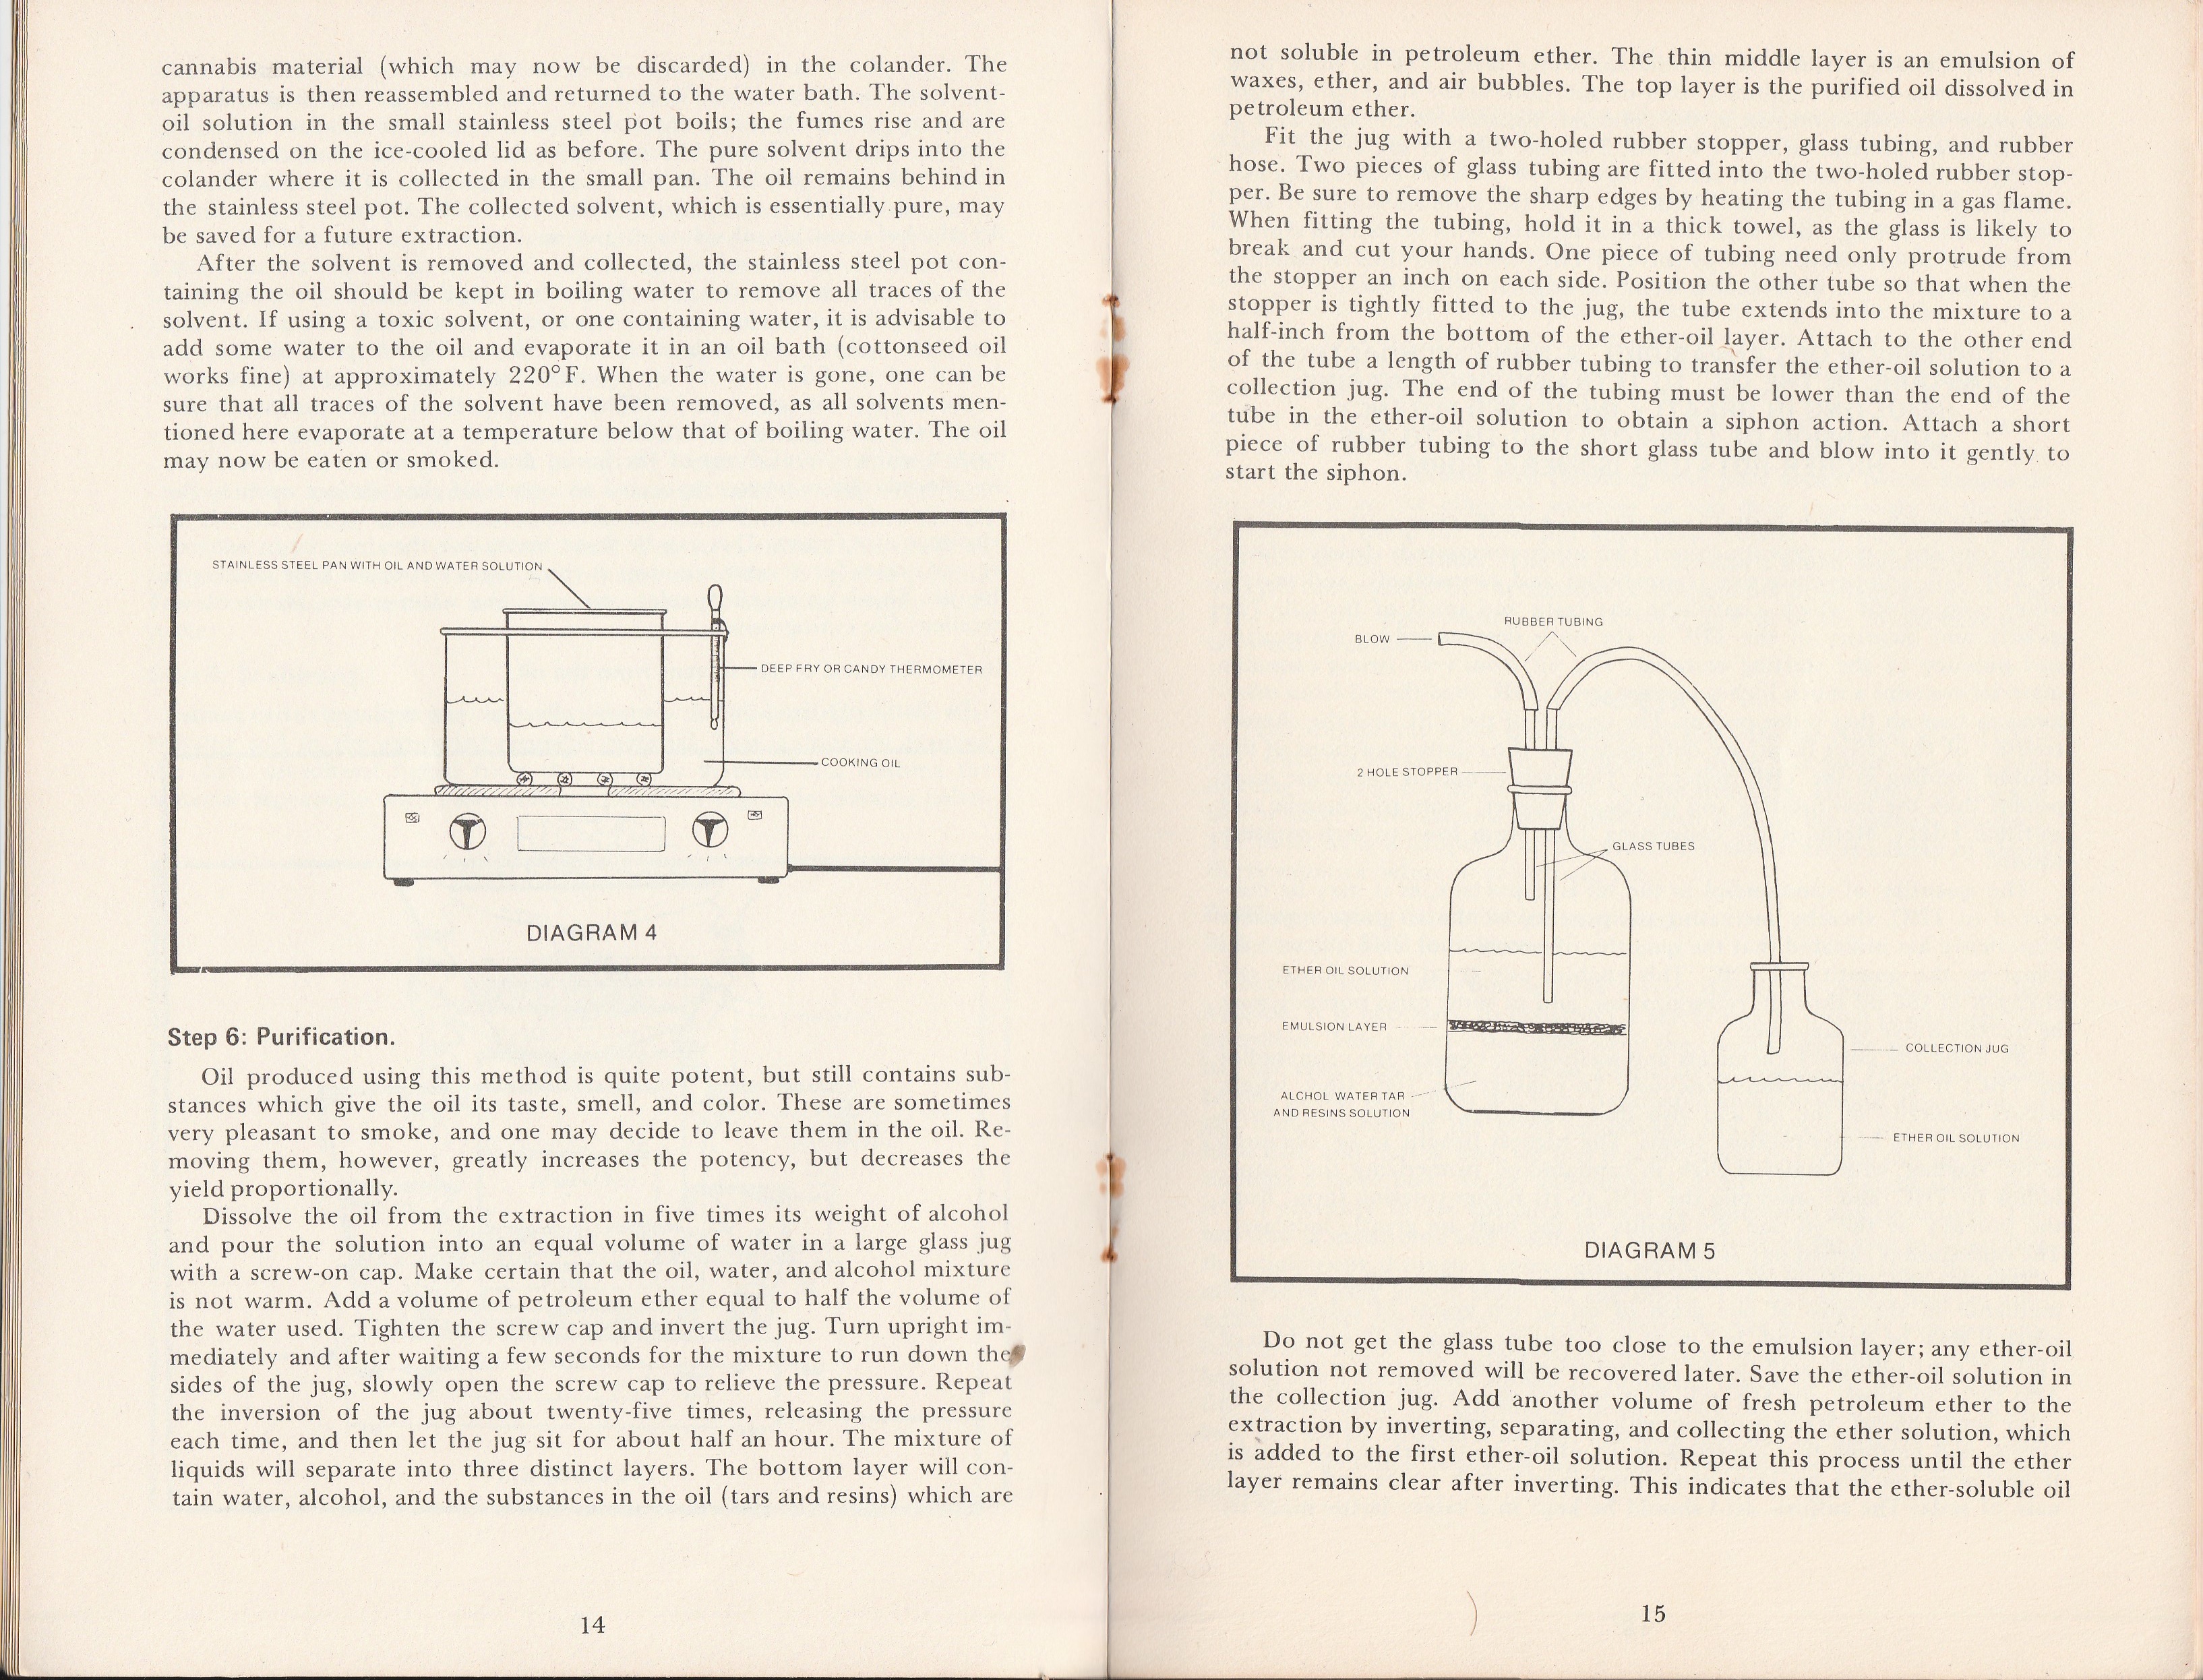 cannabis material (which may now be discarded) in the colander. The
apparatus is then reassembled and returned to the water bath. The solvent-
oil solution in the small stainless steel pot boils; the fumes rise and are
condensed on the ice-cooled lid as before. The pure solvent drips into the
colander where it is collected in the small pan. The oil remains behind in
the stainless steel pot. The collected solvent, which is essentially pure, may
be saved for a future extraction.
After the solvent is removed and collected, the stainless steel pot con-
taining the oil should be kept in boiling water to remove all traces of the
solvent. If using a toxic solvent, or one containing water, it is advisable to
add some water to the oil and evaporate it in an oil bath (cottonseed oil
works fine) at approximately 220°F. When the water is gone, one can be
sure that all traces of the solvent have been removed, as all solvents men-
tioned here evaporate at a temperature below that of boiling water. The oil
may now be eaten or smoked.
STAINLESS STEEL PAN WITH OIL AND WATER SOLUTION
DEEP FRY OR CANDY THERMOMETER
COOKING OIL
DIAGRAM 4
Step 6: Purification.
Oil produced using this method is quite potent, but still contains sub-
stances which give the oil its taste, smell, and color. These are sometimes
very pleasant to smoke, and one may decide to leave them in the oil. Re-
moving them, however, greatly increases the potency, but decreases the
yield proportionally.
Dissolve the oil from the extraction in five times its weight of alcohol
and pour the solution into an equal volume of water in a large glass jug
with a screw-on cap. Make certain that the oil, water, and alcohol mixture
is not warm. Add a volume of petroleum ether equal to half the volume of
the water used. Tighten the screw cap and invert the jug. Turn upright im-
mediately and after waiting a few seconds for the mixture to run down the
sides of the jug, slowly open the screw cap to relieve the pressure. Repeat
the inversion of the jug about twenty-five times, releasing the pressure
each time, and then let the jug sit for about half an hour. The mixture of
liquids will separate into three distinct layers. The bottom layer will con-
tain water, alcohol, and the substances in the oil (tars and resins) which are
14
not soluble in petroleum ether. The thin middle layer is an emulsion of
waxes, ether, and air bubbles. The top layer is the purified oil dissolved in
petroleum ether.
Fit the jug with a two-holed rubber stopper, glass tubing, and rubber
hose. Two pieces of glass tubing are fitted into the two-holed rubber stop-
per. Be sure to remove the sharp edges by heating the tubing in a gas flame.
When fitting the tubing, hold it in a thick towel, as the glass is likely to
break and cut your hands. One piece of tubing need only protrude from
the stopper an inch on each side. Position the other tube so that when the
stopper is tightly fitted to the jug, the tube extends into the mixture to a
half-inch from the bottom of the ether-oil layer. Attach to the other end
of the tube a length of rubber tubing to transfer the ether-oil solution to a
collection jug. The end of the tubing must be lower than the end of the
tube in the ether-oil solution to obtain a siphon action. Attach a short
piece of rubber tubing to the short glass tube and blow into it gently to
start the siphon.
RUBBER TUBING
BLOW
2 HOLE STOPPER
GLASS TUBES
ETHER OIL SOLUTION
EMULSION LAYER
COLLECTION JUG
ALCHOL WATER TAR
AND RESINS SOLUTION
ETHER OIL SOLUTION
DIAGRAM 5
Do not get the glass tube too close to the emulsion layer; any ether-oil
solution not removed will be recovered later. Save the ether-oil solution in
the collection jug. Add another volume of fresh petroleum ether to the
extraction by inverting, separating, and collecting the ether solution, which
is added to the first ether-oil solution. Repeat this process until the ether
layer remains clear after inverting. This indicates that the ether-soluble oil
15